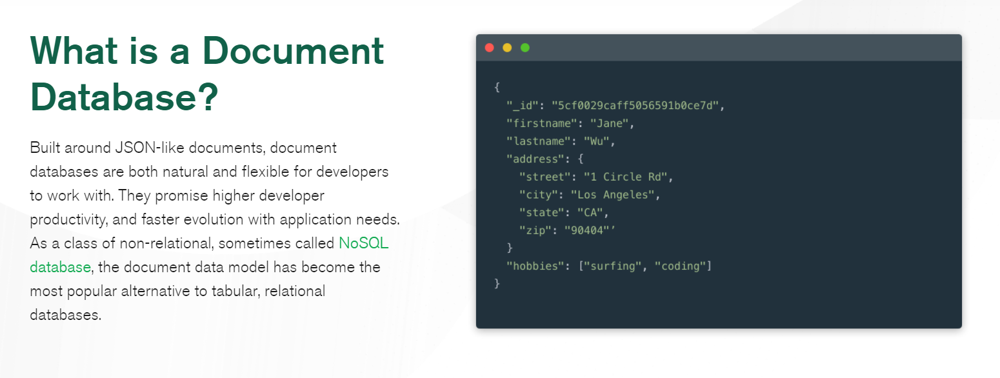 What is a Document
Database?
Built around JSON-like documents, document
databases are both natural and flexible for developers
to work with. They promise higher developer
productivity, and faster evolution with application needs.
As a class of non-relational, sometimes called NoSQL
database, the document data model has become the
most popular alternative to tabular, relational
databases.
{
  "_id": "5cf0029caff5056591b0ce7d",
  "firstname": "Jane",
  "lastname": "Wu",
  "address": {
    "street": "1 Circle Rd",
    "city": "Los Angeles",
    "state": "CA",
    "zip": "90404"’
  }
  "hobbies": ["surfing", "coding"]
}